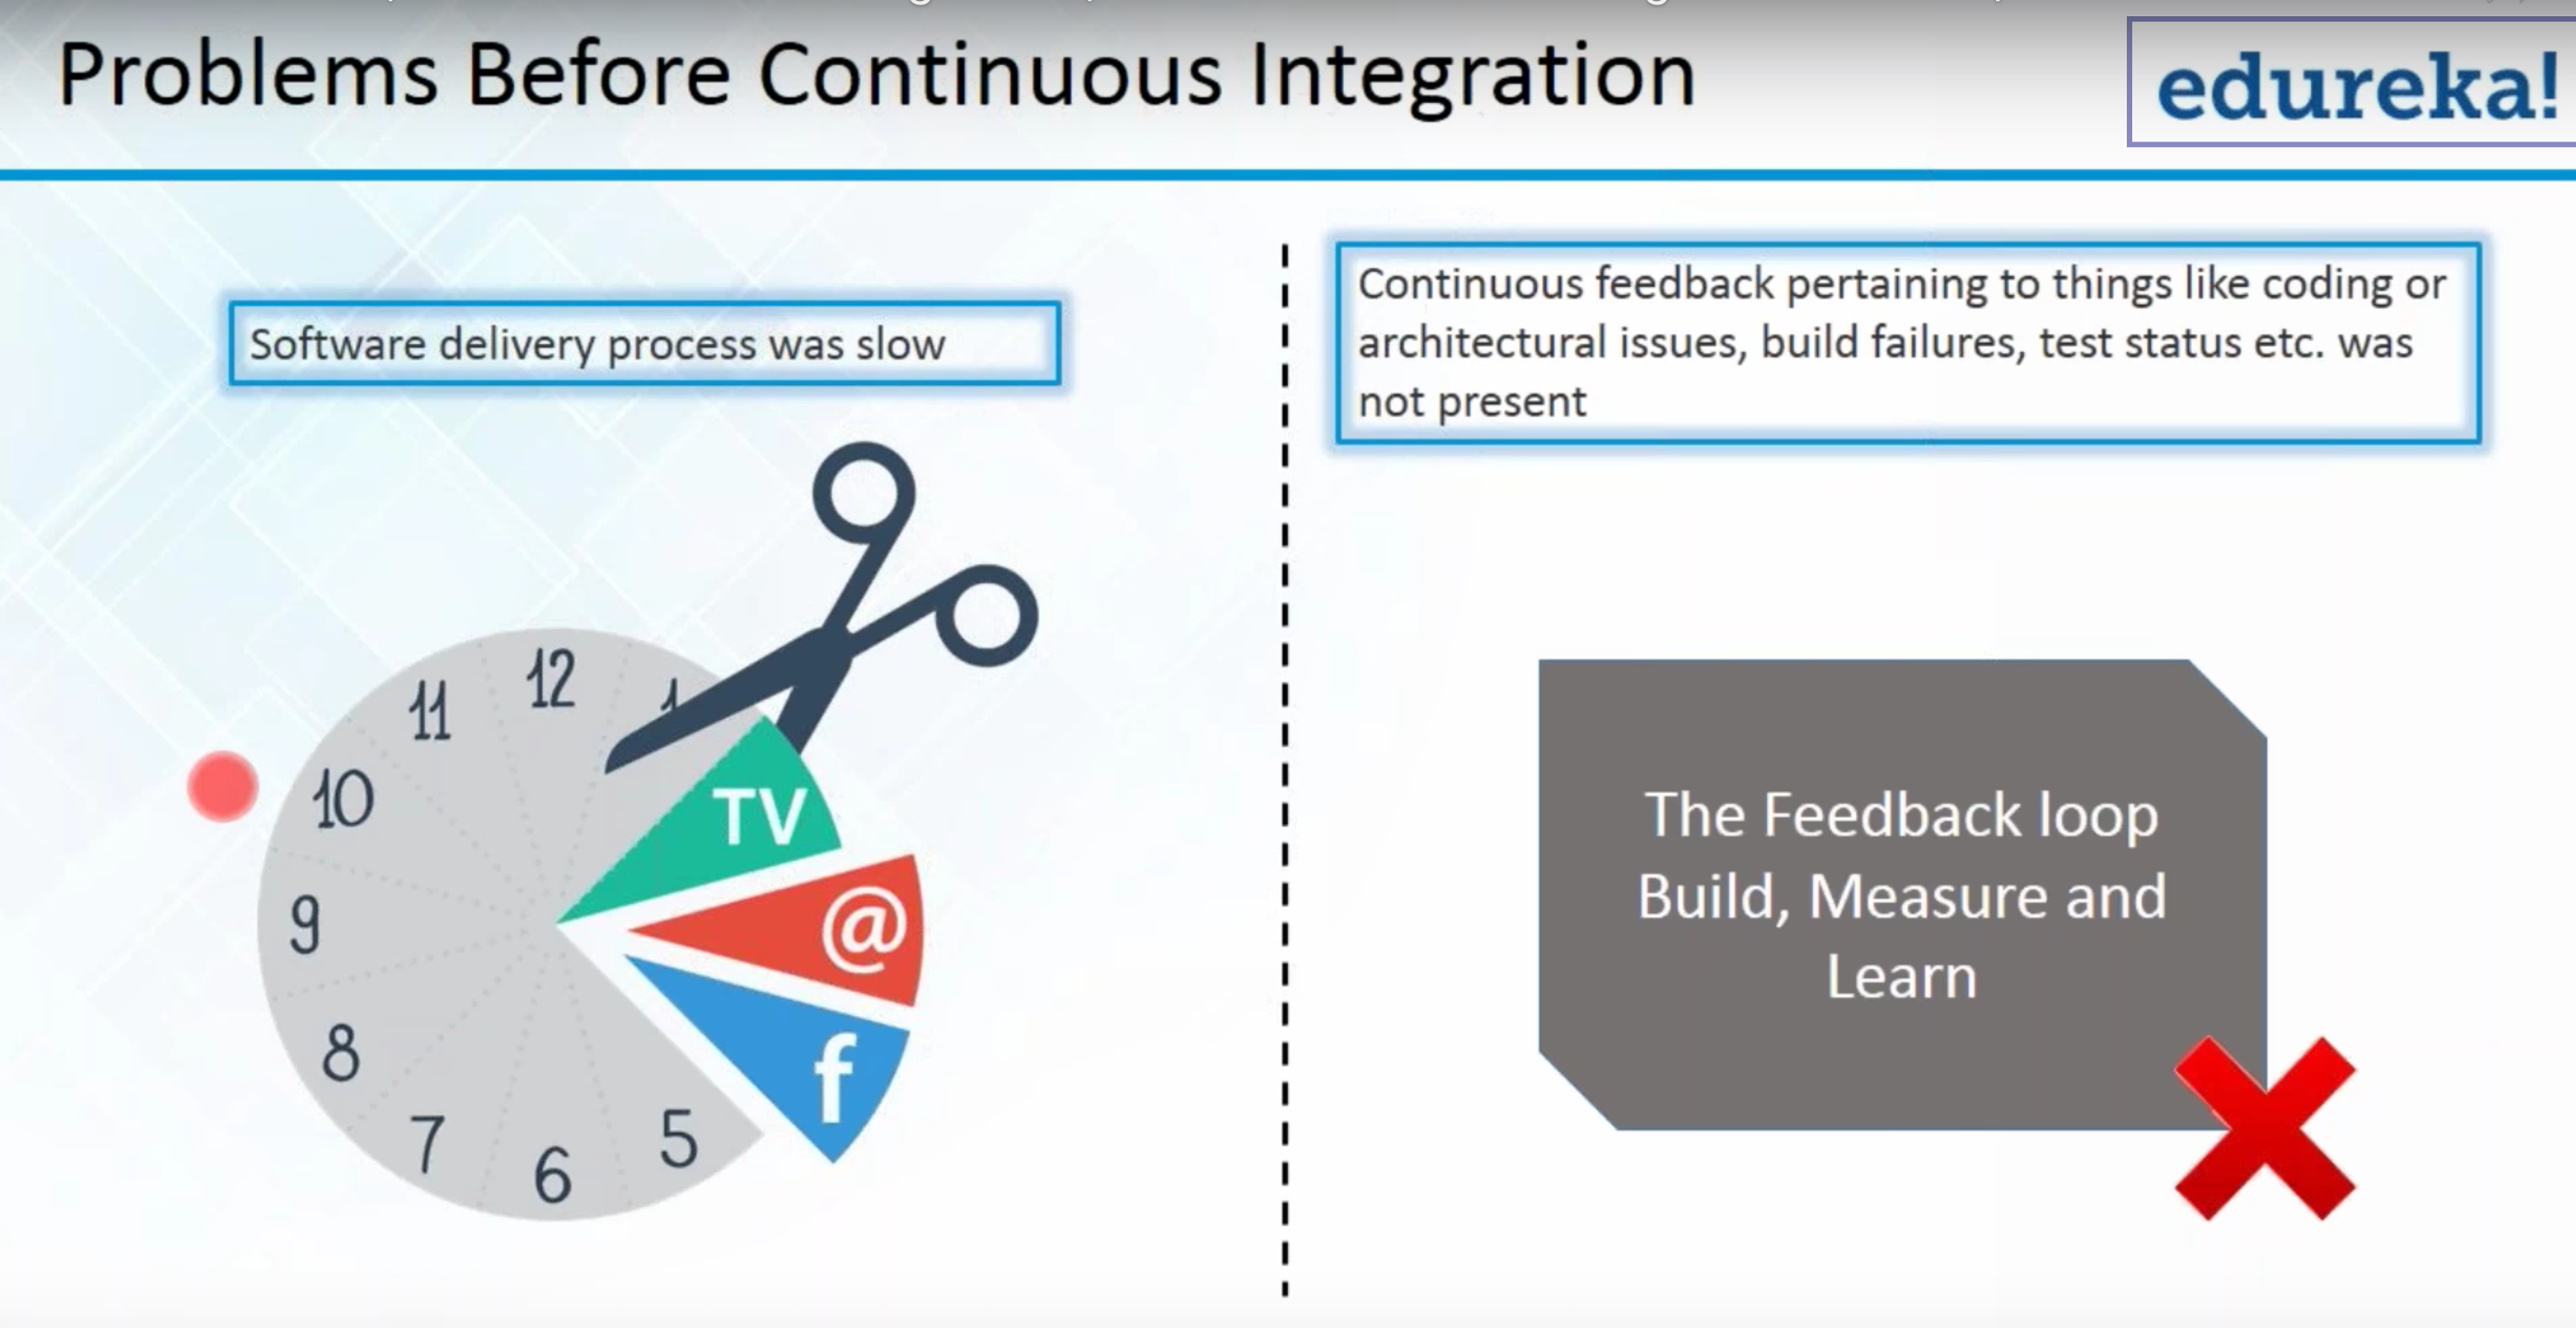 Problems Before Continuous Integration
edureka!
Software delivery process was slow
Continuous feedback pertaining to things like coding or
architectural issues, build failures, test status etc. was
not present
12
11
1
10
9
8
7
6
5
TV
@
f
The Feedback loop
Build, Measure and
Learn